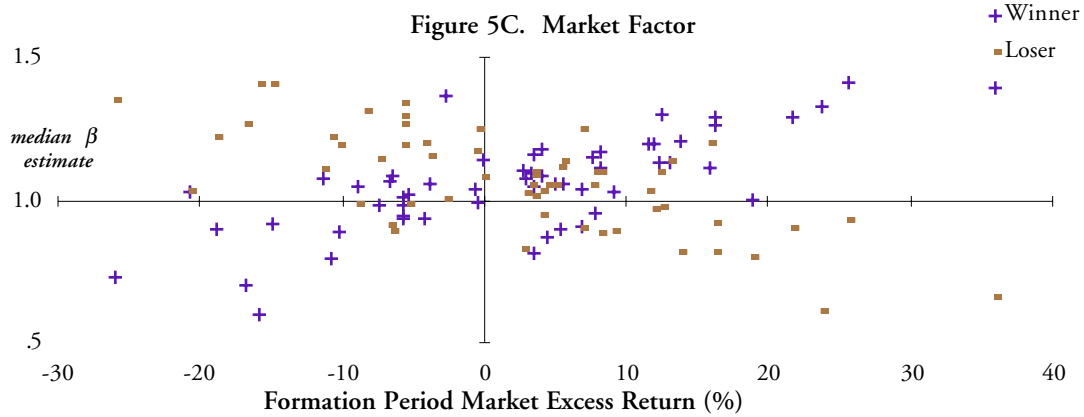 Figure 5C. Market Factor
Winner
Loser
1.5
median β
estimate
1.0
.5
-30 -20 -10 0 10 20 30 40
Formation Period Market Excess Return (%)